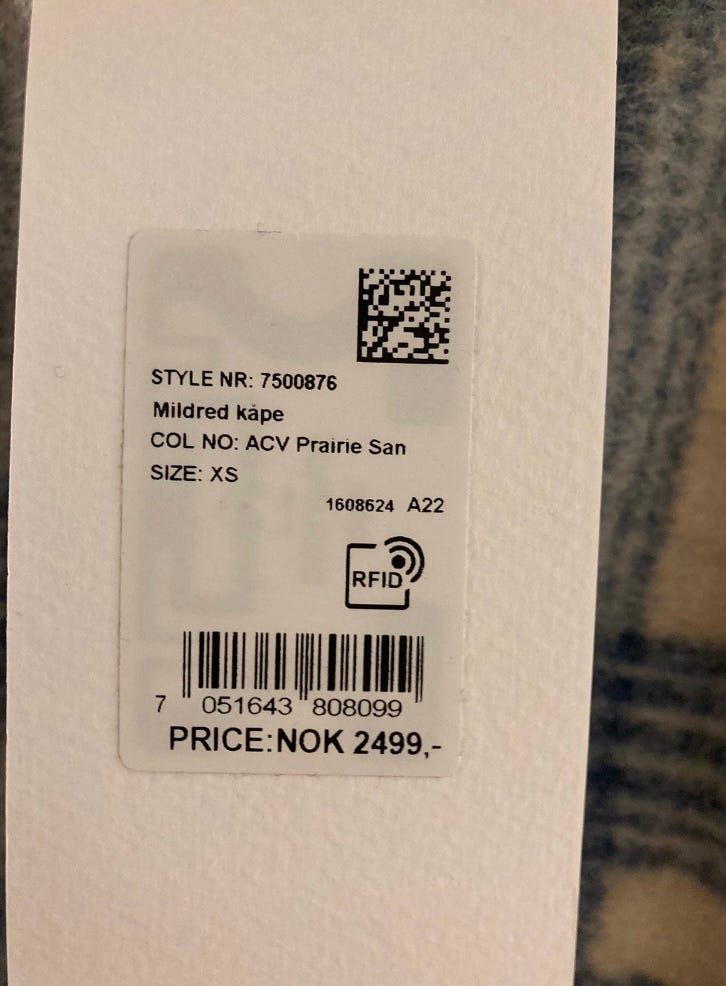 STYLE NR: 7500876
Mildred kåpe
COL NO: ACV Prairie San
SIZE: XS
1608624 A22
RFID
7 051643 808099
PRICE:NOK 2499,-